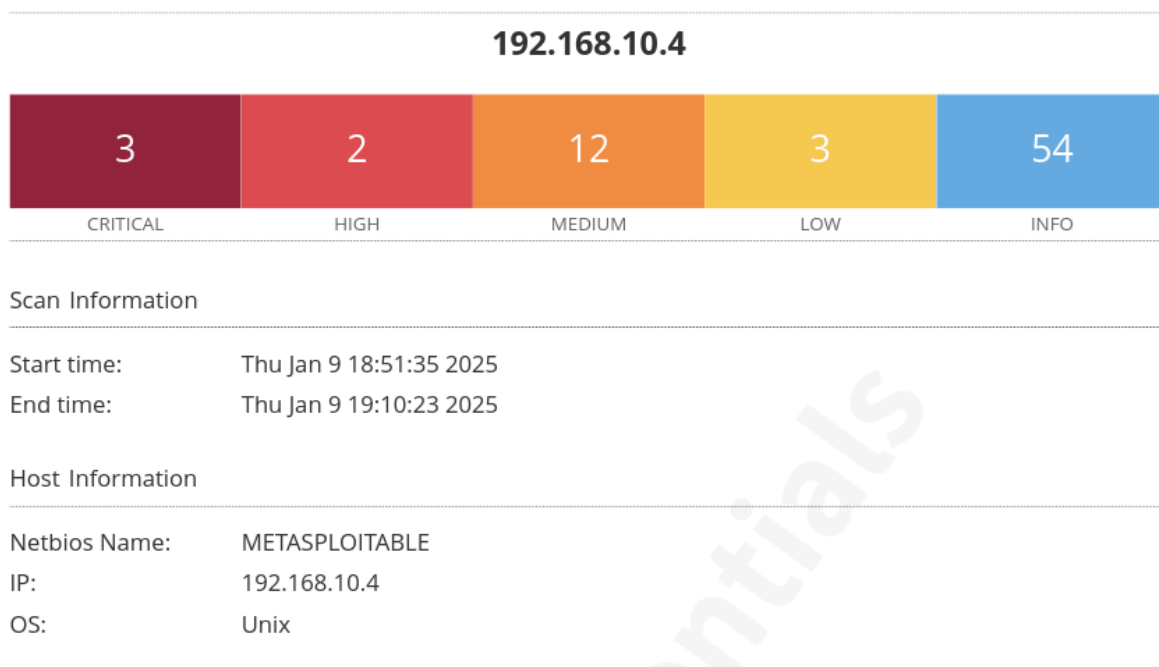 192.168.10.4
3 2 12 3 54
CRITICAL HIGH MEDIUM LOW INFO
Scan Information
Start time: Thu Jan 9 18:51:35 2025
End time: Thu Jan 9 19:10:23 2025
Host Information
Netbios Name: METASPLOITABLE
IP: 192.168.10.4
OS: Unix
entials